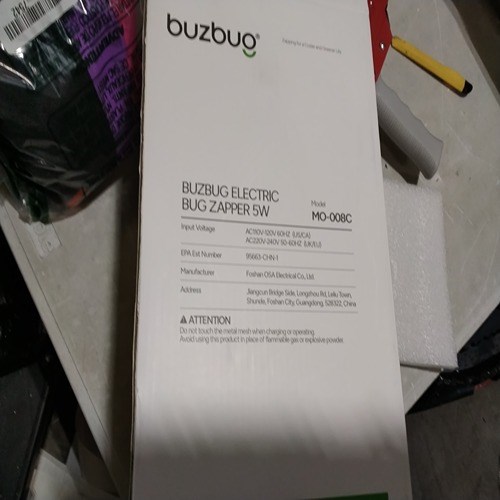 buzbug
BUZBUG ELECTRIC
BUG ZAPPER 5W
Model
MO-008C
Input Voltage
AC110V-120V 60HZ (US/CA)
AC220V-240V 50-60HZ (UK/EU)
EPA Est Number
95663-CHN-1
Manufacturer
Foshan OSA Electrical Co., Ltd.
Address
Jiangcun Bridge Side, Longzhou Rd, Leliu Town,
Shunde, Foshan City, Guangdong, 528322, China
ATTENTION
Do not touch the metal mesh when charging or operating.
Avoid using this product in place of flammable gas or explosive powder.